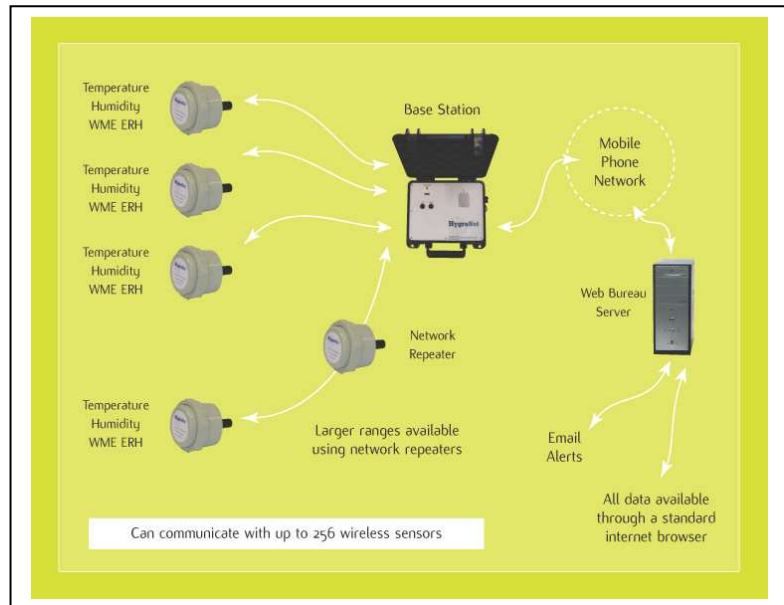 Temperature
Humidity
WME ERH
Temperature
Humidity
WME ERH
Temperature
Humidity
WME ERH
Temperature
Humidity
WME ERH
Base Station
HygroNet
Mobile
Phone
Network
Web Bureau
Server
Network
Repeater
Larger ranges available
using network repeaters
Email
Alerts
All data available
through a standard
internet browser
Can communicate with up to 256 wireless sensors